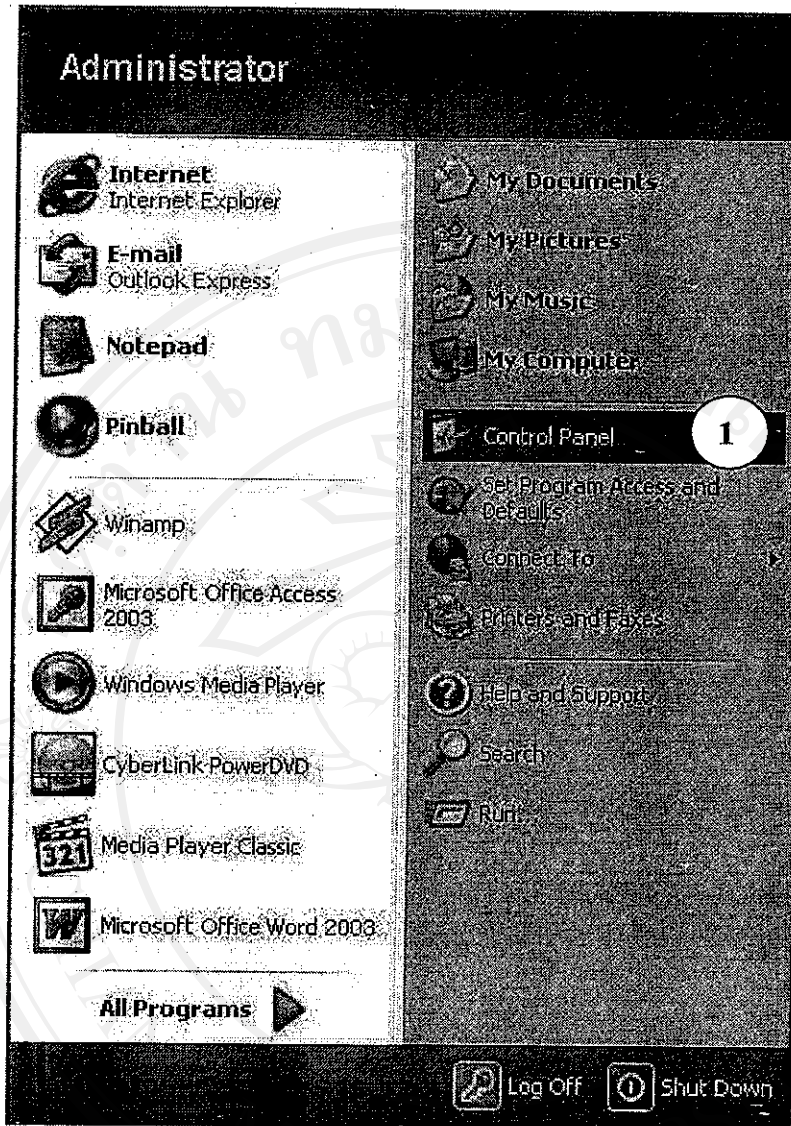 Administrator
Internet
Internet Explorer
E-mail
Outlook Express
Notepad
Pinball
Winamp
Microsoft Office Access
2003
Windows Media Player
CyberLink PowerDVD
321
Media Player Classic
W
Microsoft Office Word 2003
All Programs
My Documents
My Pictures
My Music
My Computer
Control Panel
1
Set Program Access and
Defaults
Connect To
Printers and Faxes
Help and Support
Search
Run...
Log Off
Shut Down